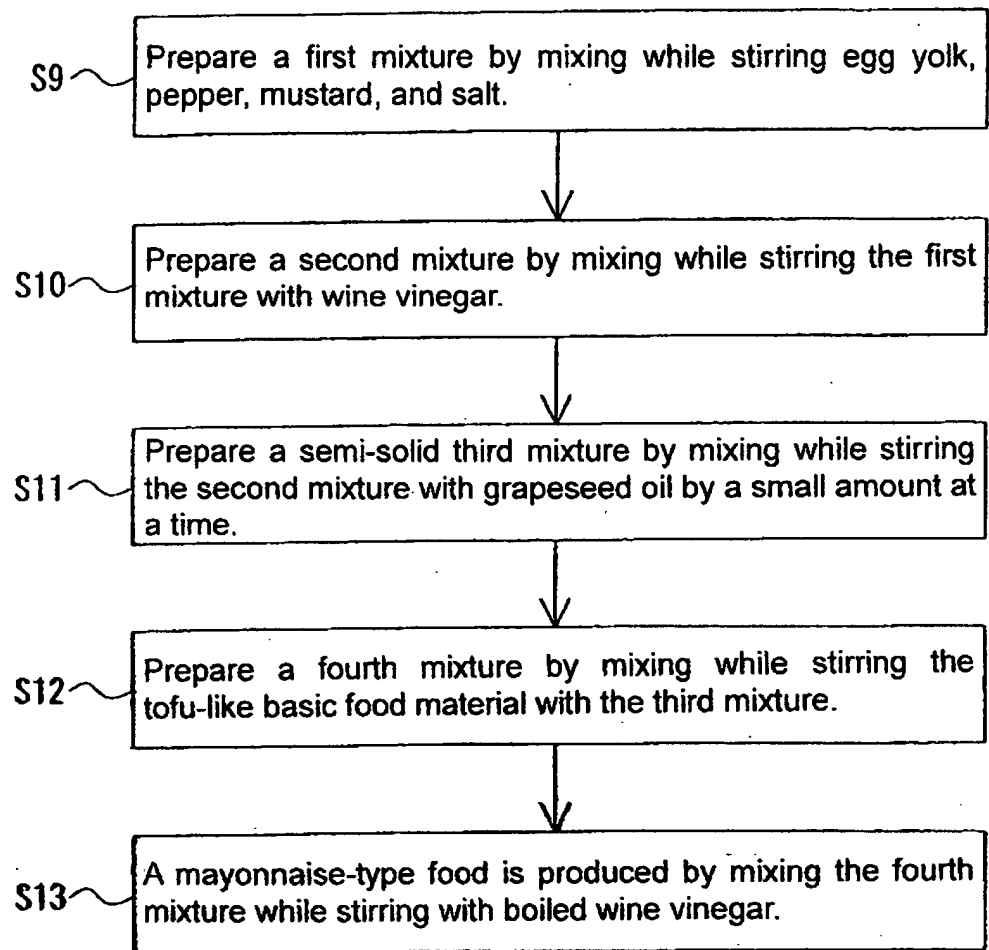 S9
Prepare a first mixture by mixing while stirring egg yolk,
pepper, mustard, and salt.
S10
Prepare a second mixture by mixing while stirring the first
mixture with wine vinegar.
S11
Prepare a semi-solid third mixture by mixing while stirring
the second mixture with grapeseed oil by a small amount at
a time.
S12
Prepare a fourth mixture by mixing while stirring the
tofu-like basic food material with the third mixture.
S13
A mayonnaise-type food is produced by mixing the fourth
mixture while stirring with boiled wine vinegar.